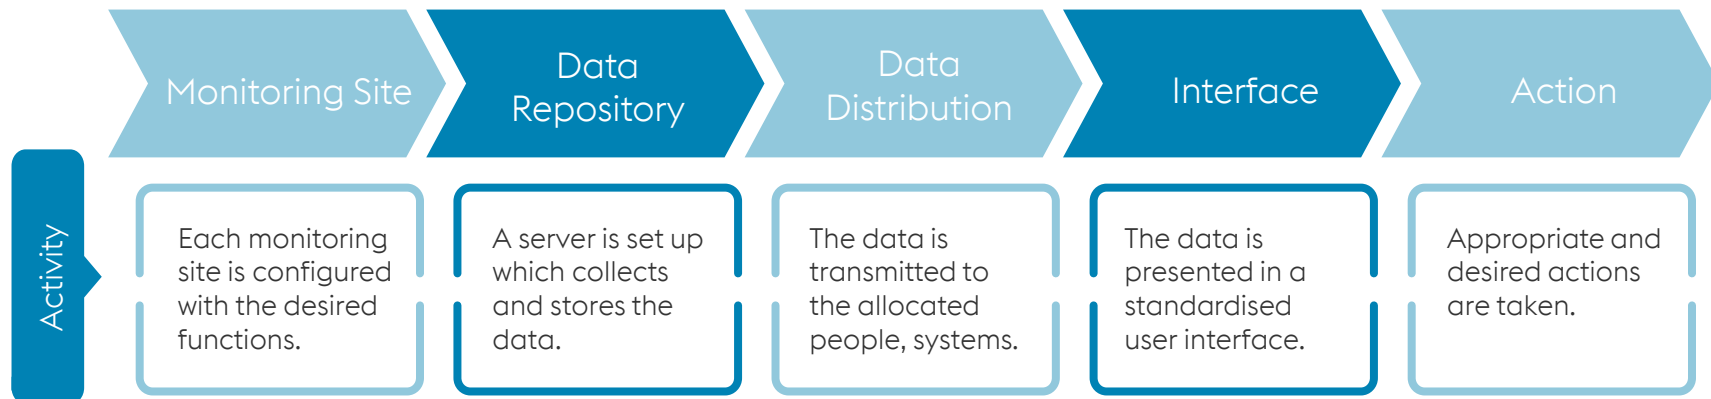 Monitoring Site
Data
Repository
Data
Distribution
Interface
Action
Activity
Each monitoring
site is configured
with the desired
functions.
A server is set up
which collects
and stores the
data.
The data is
transmitted to
the allocated
people, systems.
The data is
presented in a
standardised
user interface.
Appropriate and
desired actions
are taken.